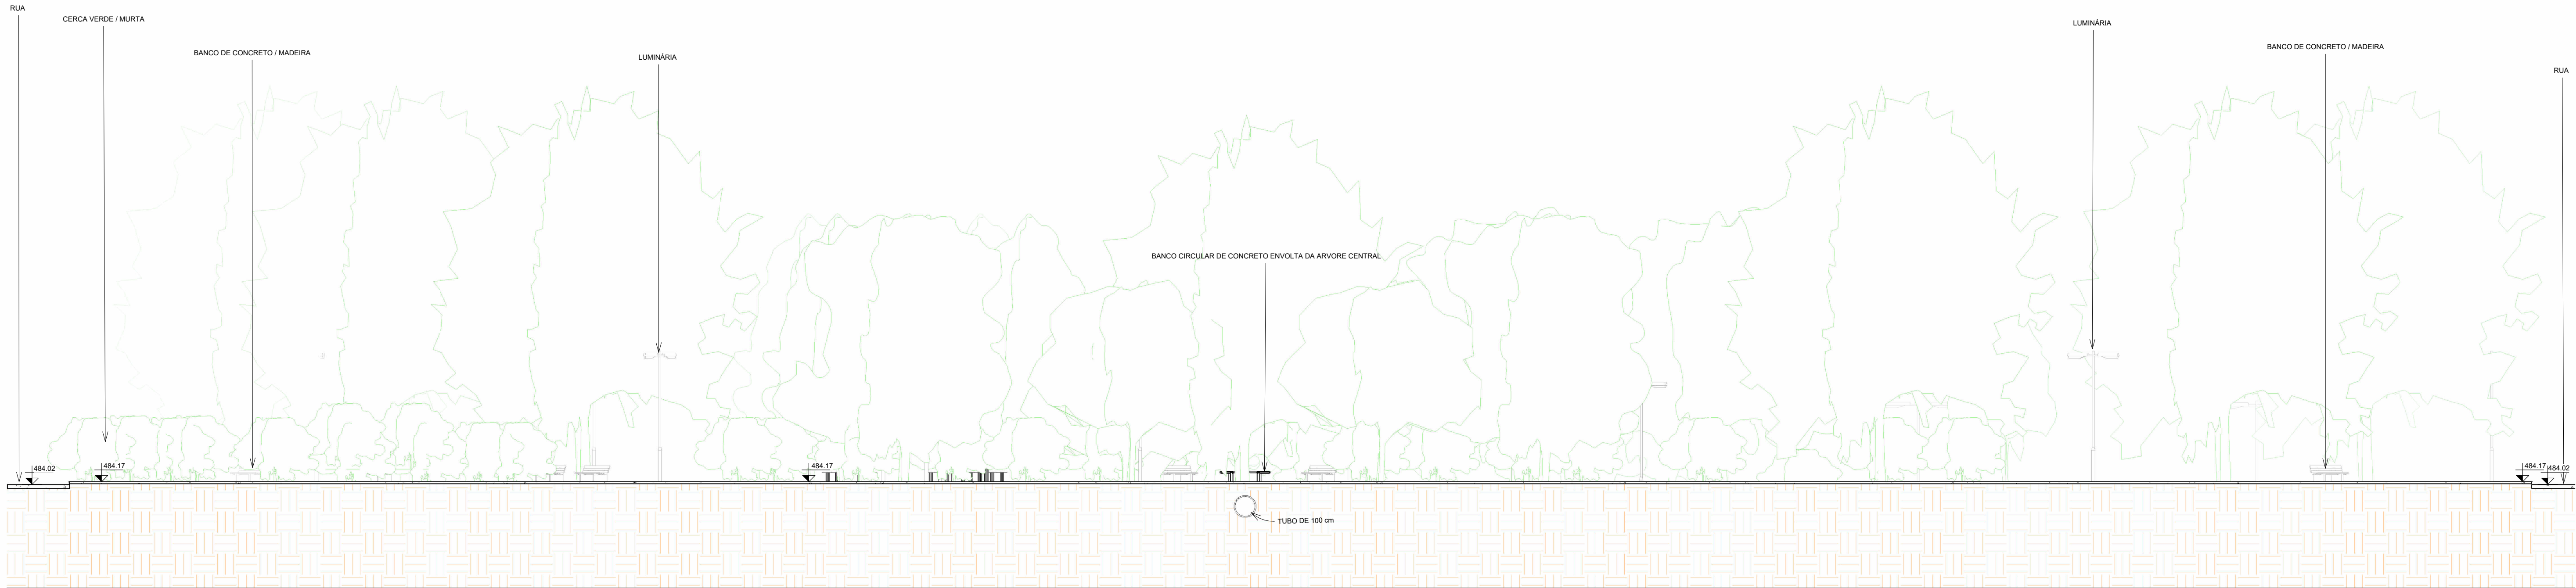 RUA
CERCA VERDE / MURTA
BANCO DE CONCRETO / MADEIRA
LUMINÁRIA
LUMINÁRIA
BANCO DE CONCRETO / MADEIRA
RUA
BANCO CIRCULAR DE CONCRETO ENVOLTA DA ARVORE CENTRAL
484.02
484.17
484.17
484.17
484.02
TUBO DE 100 cm